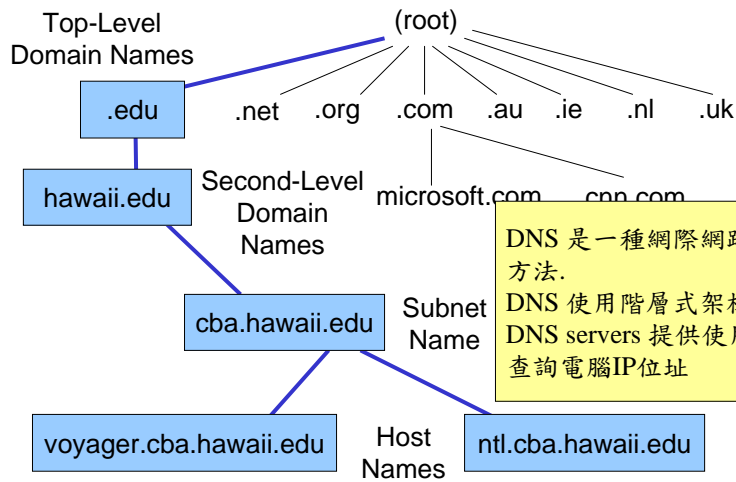 Top-Level
Domain Names
(root)
.edu
.net
.org
.com
.au
.ie
.nl
.uk
hawaii.edu
Second-Level
Domain
Names
microsoft.com
cnn.com
DNS 是一種網際網路
方法.
DNS 使用階層式架構
DNS servers 提供使用
查詢電腦IP位址
cba.hawaii.edu
Subnet
Name
voyager.cba.hawaii.edu
Host
Names
ntl.cba.hawaii.edu